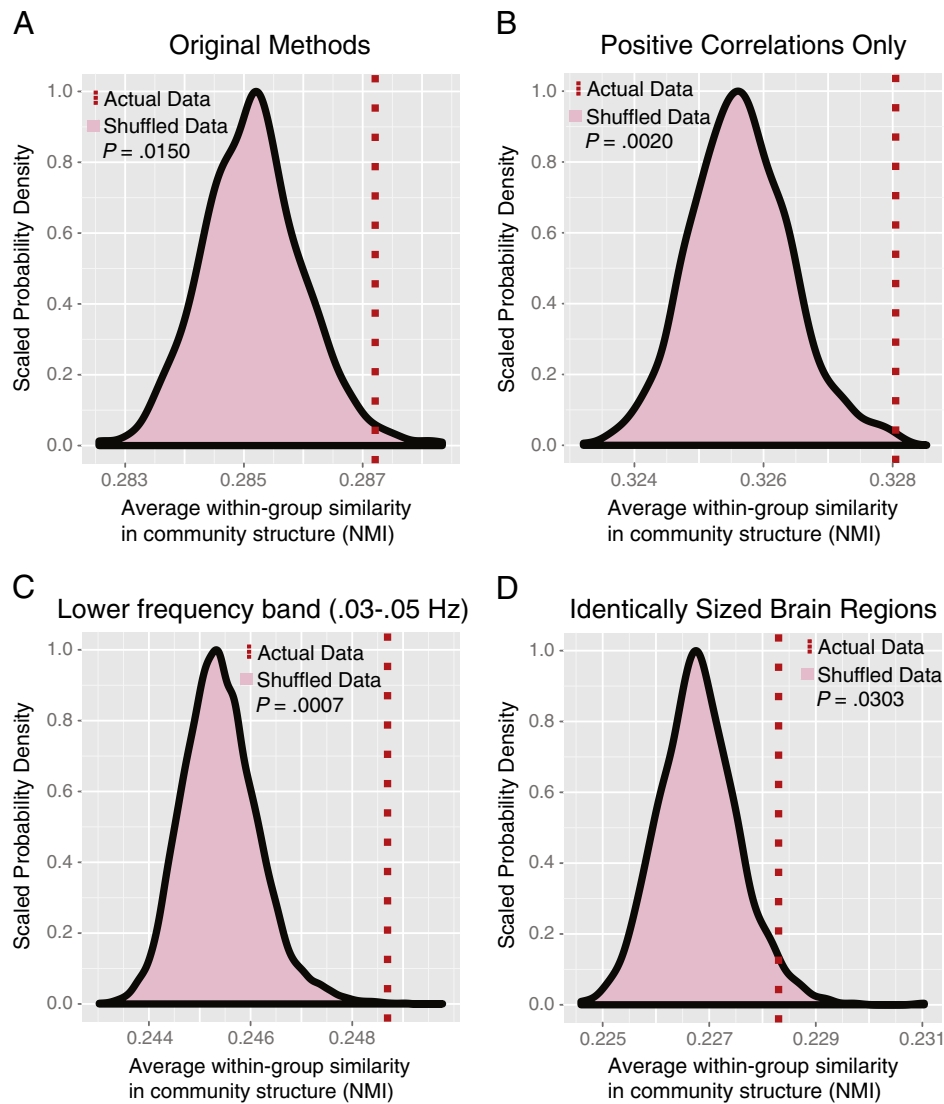 A
Original Methods
Scaled Probability Density
1.0
0.8
0.6
0.4
0.2
0.0
Actual Data
Shuffled Data
P = .0150
0.283
0.285
0.287
Average within-group similarity
in community structure (NMI)
B
Positive Correlations Only
Scaled Probability Density
1.0
0.8
0.6
0.4
0.2
0.0
Actual Data
Shuffled Data
P = .0020
0.324
0.326
0.328
Average within-group similarity
in community structure (NMI)
C
Lower frequency band (.03-.05 Hz)
Scaled Probability Density
1.0
0.8
0.6
0.4
0.2
0.0
Actual Data
Shuffled Data
P = .0007
0.244
0.246
0.248
Average within-group similarity
in community structure (NMI)
D
Identically Sized Brain Regions
Scaled Probability Density
1.0
0.8
0.6
0.4
0.2
0.0
Actual Data
Shuffled Data
P = .0303
0.225
0.227
0.229
0.231
Average within-group similarity
in community structure (NMI)